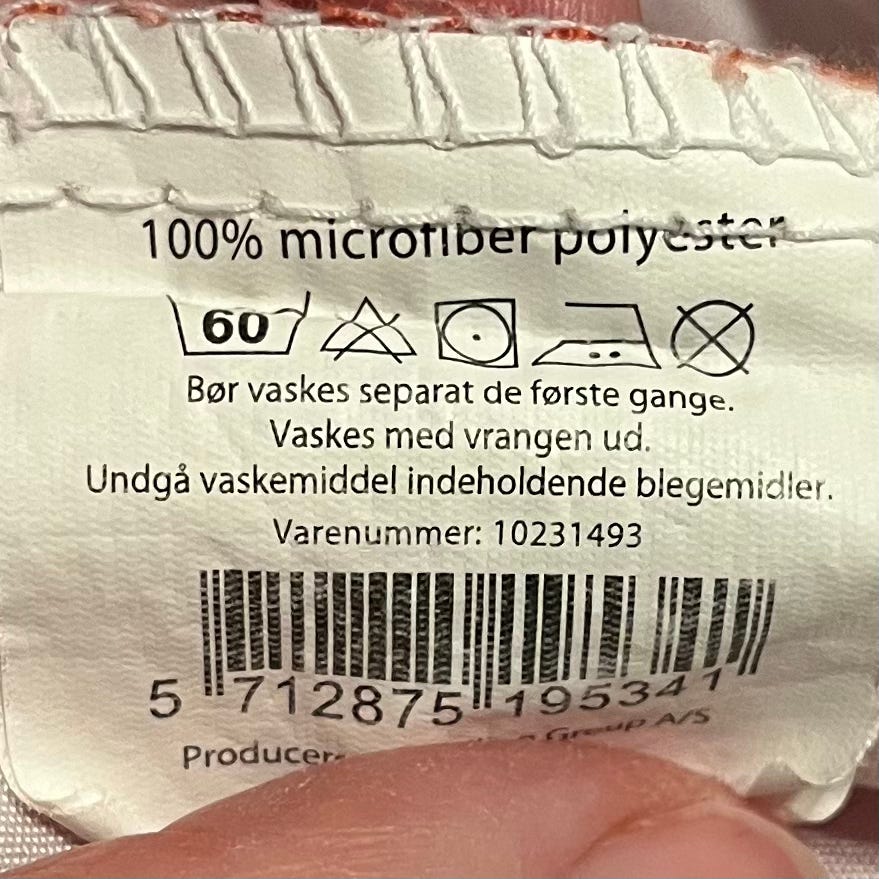 100% microfiber polyester
60
Bør vaskes separat de første gange.
Vaskes med vrangen ud.
Undgå vaskemiddel indeholdende blegemidler.
Varenummer: 10231493
5 712875 195341
Group A/S